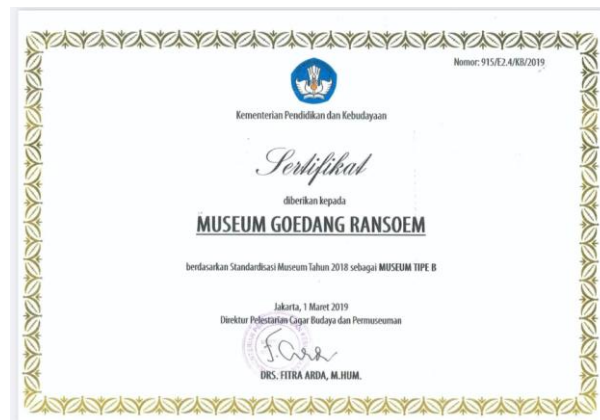 Nomor: 915/E2.4/KB/2019
Kementerian Pendidikan dan Kebudayaan
Sertifikat
diberikan kepada
MUSEUM GOEDANG RANSOEM
berdasarkan Standardisasi Museum Tahun 2018 sebagai MUSEUM TIPE B
Jakarta, 1 Maret 2019
Direktur Pelestarian Cagar Budaya dan Permuseuman
DRS. FITRA ARDA, M.HUM.